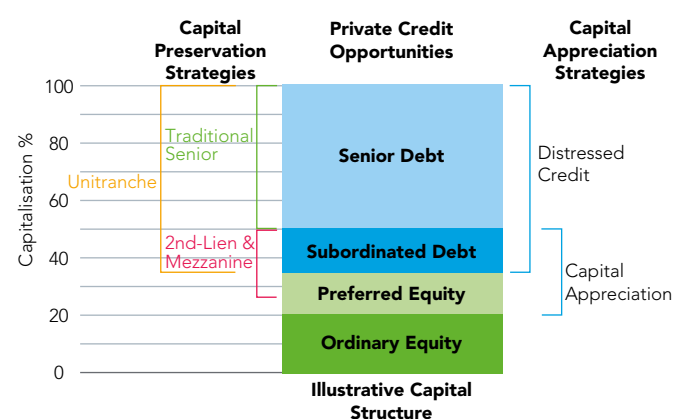 Capital
Preservation
Strategies
Private Credit
Opportunities
Capital
Appreciation
Strategies
Capitalisation %
100
80
60
40
20
0
Unitranche
Traditional
Senior
2nd-Lien &
Mezzanine
Senior Debt
Subordinated Debt
Preferred Equity
Ordinary Equity
Distressed
Credit
Capital
Appreciation
Illustrative Capital
Structure